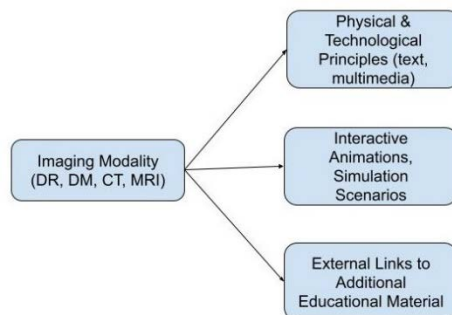 Physical &
Technological
Principles (text,
multimedia)
Imaging Modality
(DR, DM, CT, MRI)
Interactive
Animations,
Simulation
Scenarios
External Links to
Additional
Educational Material